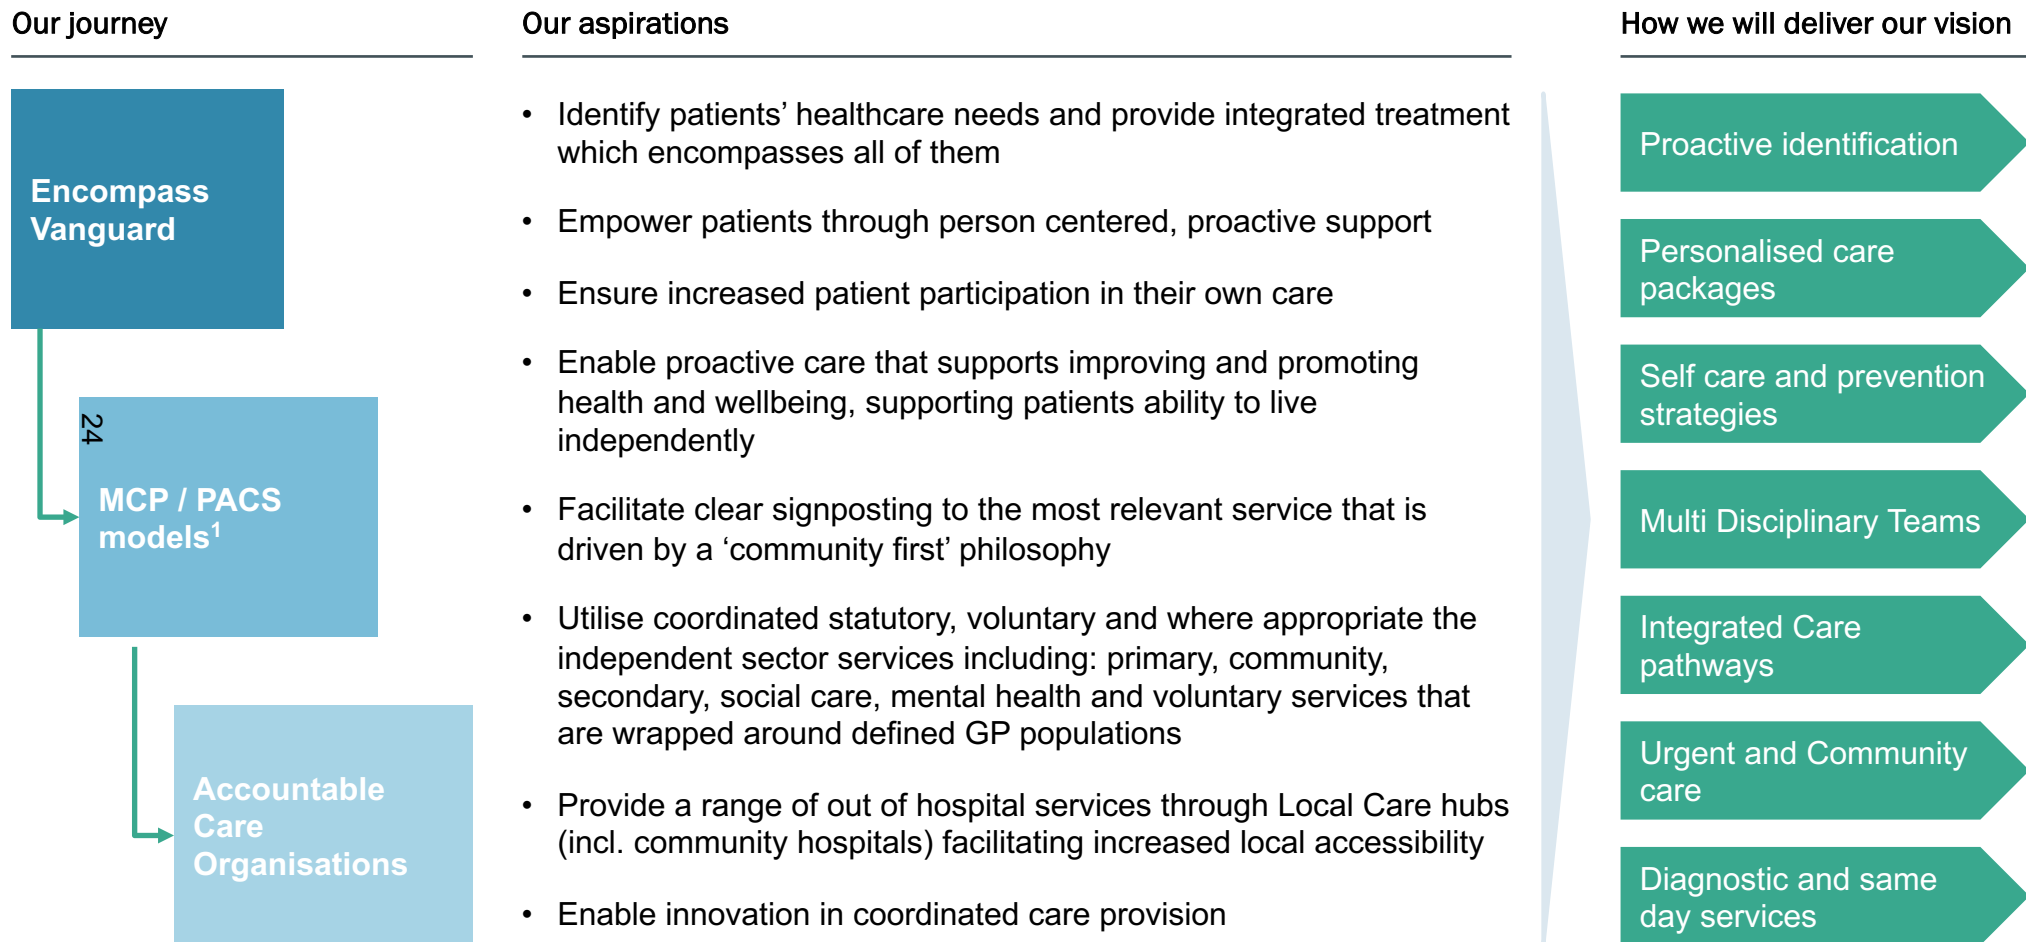 Our journey
Encompass
Vanguard
24
MCP / PACS
models1
Accountable
Care
Organisations
Our aspirations
• Identify patients’ healthcare needs and provide integrated treatment
which encompasses all of them
• Empower patients through person centered, proactive support
• Ensure increased patient participation in their own care
• Enable proactive care that supports improving and promoting
health and wellbeing, supporting patients ability to live
independently
• Facilitate clear signposting to the most relevant service that is
driven by a ‘community first’ philosophy
• Utilise coordinated statutory, voluntary and where appropriate the
independent sector services including: primary, community,
secondary, social care, mental health and voluntary services that
are wrapped around defined GP populations
• Provide a range of out of hospital services through Local Care hubs
(incl. community hospitals) facilitating increased local accessibility
• Enable innovation in coordinated care provision
How we will deliver our vision
Proactive identification
Personalised care
packages
Self care and prevention
strategies
Multi Disciplinary Teams
Integrated Care
pathways
Urgent and Community
care
Diagnostic and same
day services